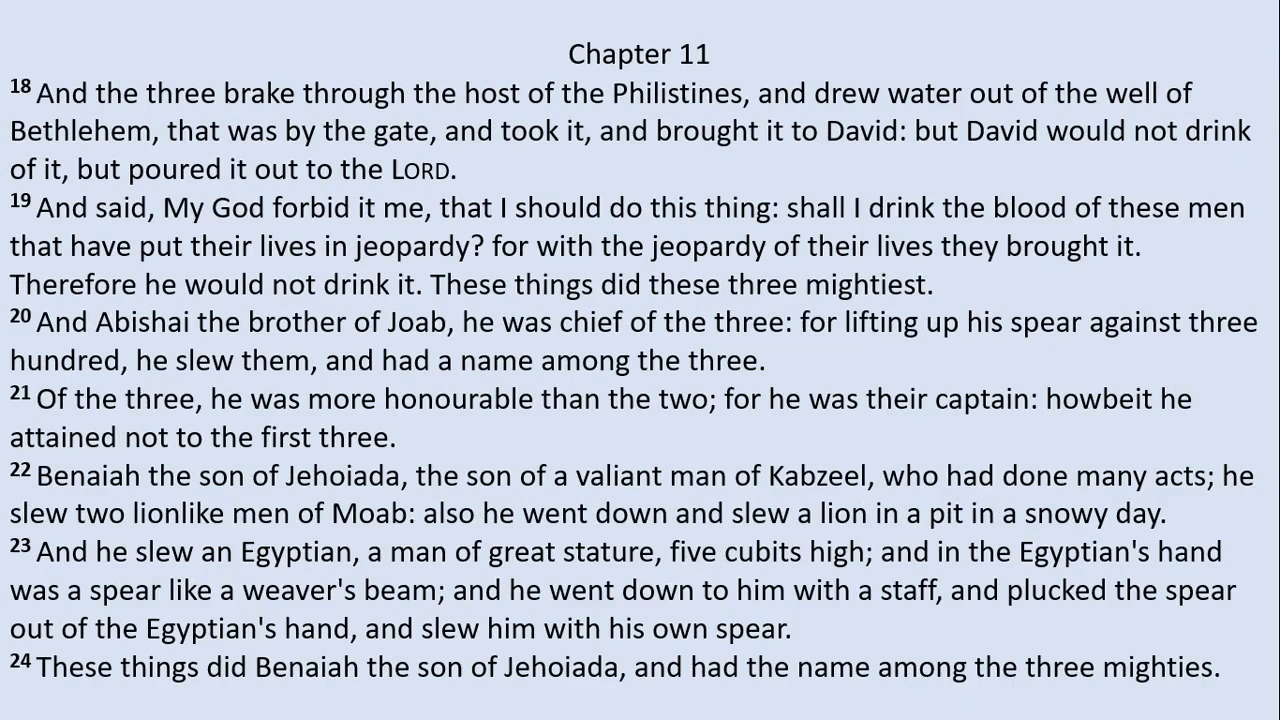 Chapter 11
18 And the three brake through the host of the Philistines, and drew water out of the well of
Bethlehem, that was by the gate, and took it, and brought it to David: but David would not drink
of it, but poured it out to the LORD.
19 And said, My God forbid it me, that I should do this thing: shall I drink the blood of these men
that have put their lives in jeopardy? for with the jeopardy of their lives they brought it.
Therefore he would not drink it. These things did these three mightiest.
20 And Abishai the brother of Joab, he was chief of the three: for lifting up his spear against three
hundred, he slew them, and had a name among the three.
21 Of the three, he was more honourable than the two; for he was their captain: howbeit he
attained not to the first three.
22 Benaiah the son of Jehoiada, the son of a valiant man of Kabzeel, who had done many acts; he
slew two lionlike men of Moab: also he went down and slew a lion in a pit in a snowy day.
23 And he slew an Egyptian, a man of great stature, five cubits high; and in the Egyptian's hand
was a spear like a weaver's beam; and he went down to him with a staff, and plucked the spear
out of the Egyptian's hand, and slew him with his own spear.
24 These things did Benaiah the son of Jehoiada, and had the name among the three mighties.